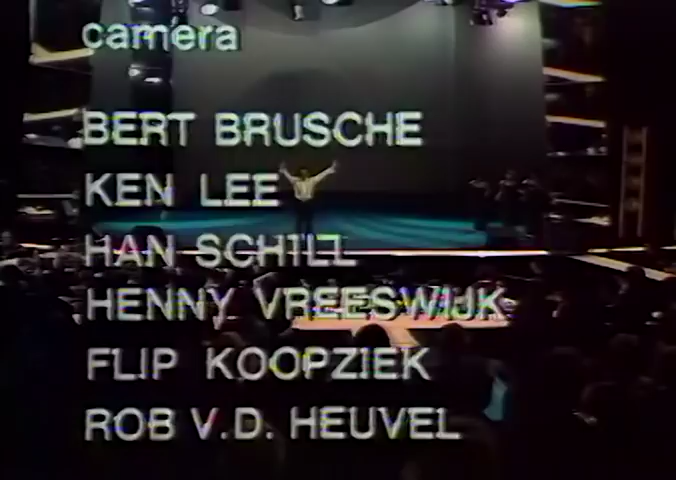 camera
BERT BRUSCHE
KEN LEE
HAN SCHILL
HENNY VREESWIJK
FLIP KOOPZIEK
ROB V.D. HEUVEL